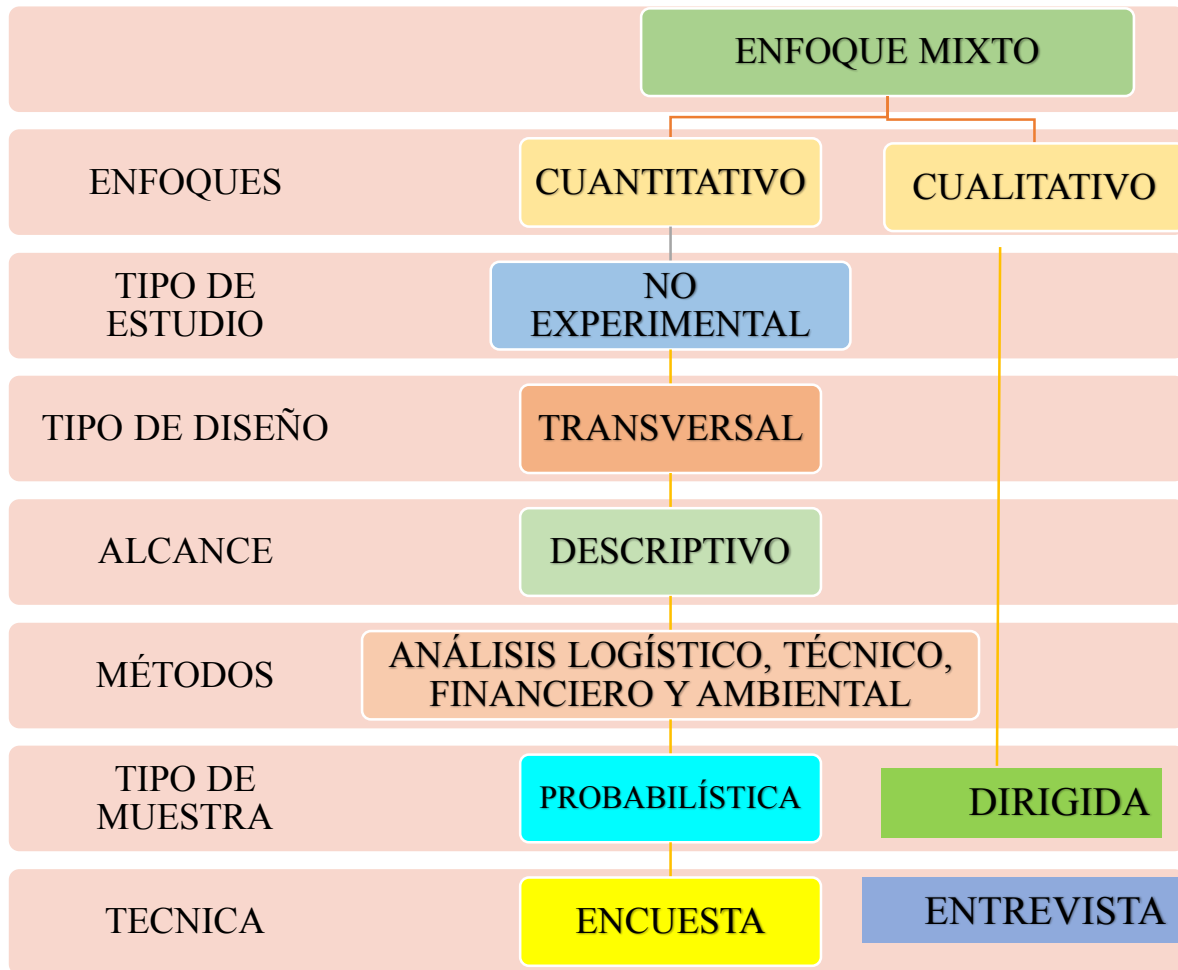 ENFOQUE MIXTO
ENFOQUES
CUANTITATIVO
CUALITATIVO
TIPO DE
ESTUDIO
NO
EXPERIMENTAL
TIPO DE DISEÑO
TRANSVERSAL
ALCANCE
DESCRIPTIVO
MÉTODOS
ANÁLISIS LOGÍSTICO, TÉCNICO,
FINANCIERO Y AMBIENTAL
TIPO DE
MUESTRA
PROBABILÍSTICA
DIRIGIDA
TECNICA
ENCUESTA
ENTREVISTA